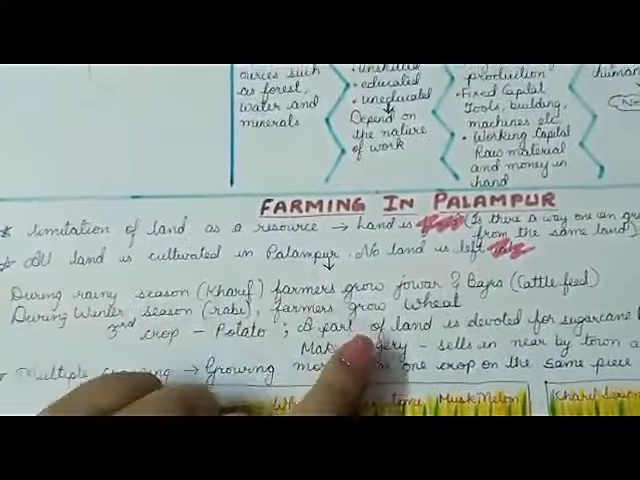 ources such
as forest,
water and
minerals
• unskilled
• educated
• uneducated
Depend on
the nature
of work
production
• Fixed Capital
Tools, building,
machines etc
• Working Capital
Raw material
and money in
hand
human
No
FARMING IN PALAMPUR
* limitation of land as a resource → Land is (Is there a way one can gr
from the same land)
All land is cultivated in Palampur. No land is left
During rainy season (Kharif) farmers grow jowar & Bajra (Cattle feed)
During Winter season (rabi), farmers grow Wheat
3rd crop - Potato ; A part of land is devoted for sugarcane
- sells in near by town
Multiple → Growing one crop on the same piece
time Musk Melon
Kharif